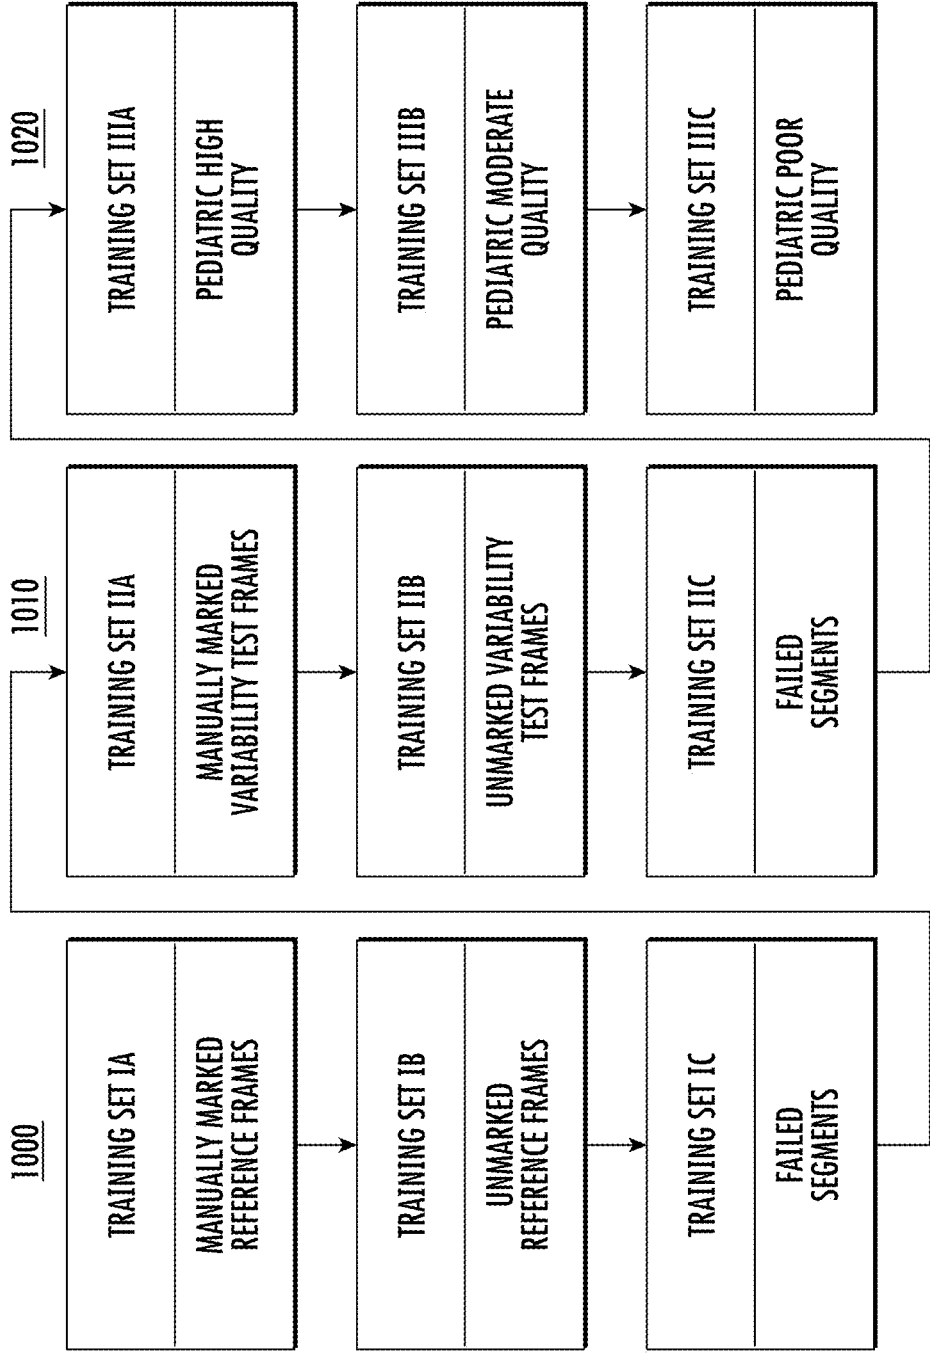 1000
TRAINING SET IA
MANUALLY MARKED
REFERENCE FRAMES
TRAINING SET IB
UNMARKED
REFERENCE FRAMES
TRAINING SET IC
FAILED
SEGMENTS
1010
TRAINING SET IIA
MANUALLY MARKED
VARIABILITY TEST FRAMES
TRAINING SET IIB
UNMARKED VARIABILITY
TEST FRAMES
TRAINING SET IIC
FAILED
SEGMENTS
1020
TRAINING SET IIIA
PEDIATRIC HIGH
QUALITY
TRAINING SET IIIB
PEDIATRIC MODERATE
QUALITY
TRAINING SET IIIC
PEDIATRIC POOR
QUALITY